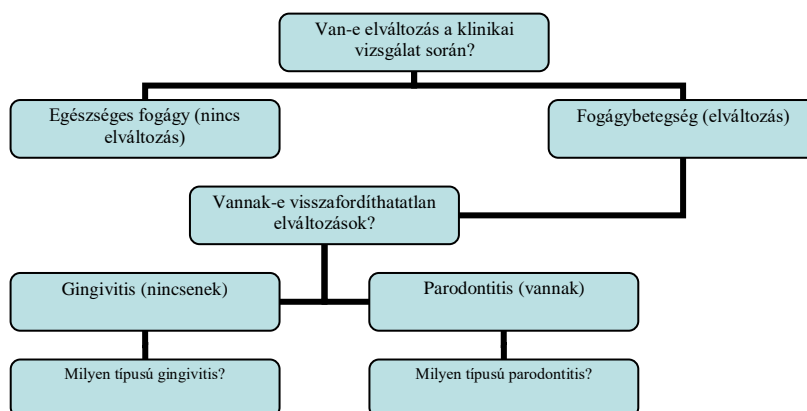 Van-e elváltozás a klinikai
vizsgálat során?
Egészséges fogágy (nincs
elváltozás)
Fogágybetegség (elváltozás)
Vannak-e visszafordíthatatlan
elváltozások?
Gingivitis (nincsenek)
Parodontitis (vannak)
Milyen típusú gingivitis?
Milyen típusú parodontitis?